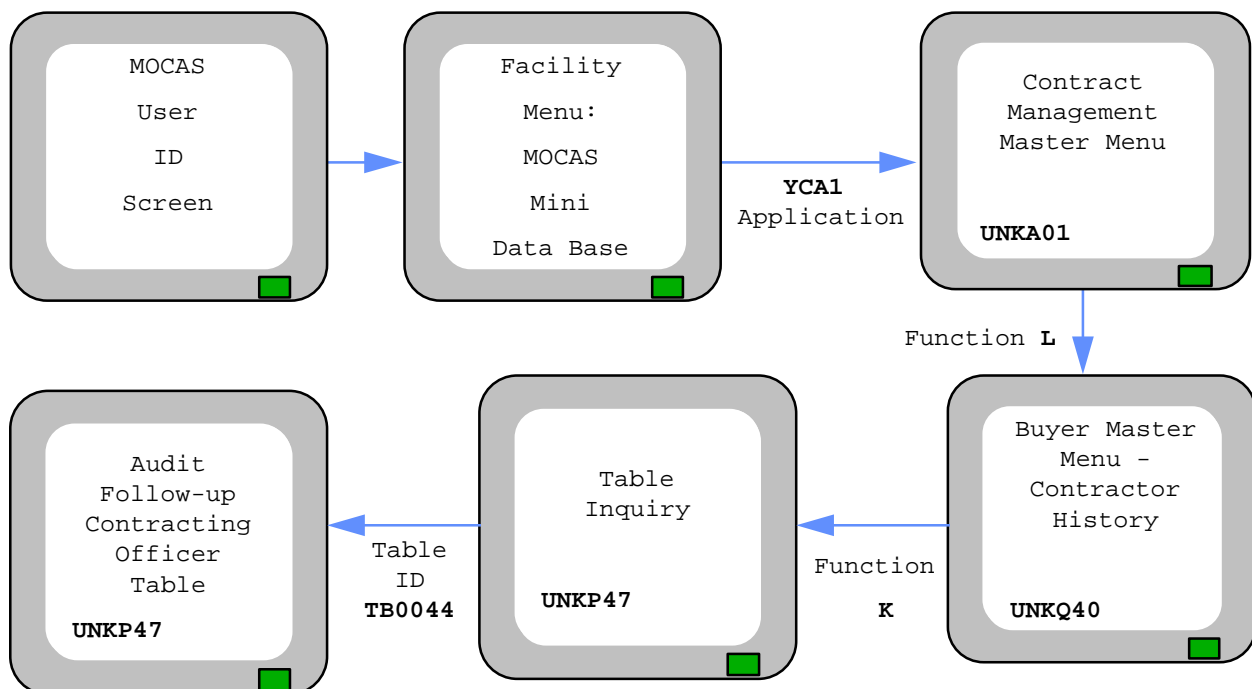 MOCAS
User
ID
Screen
Facility
Menu:
MOCAS
Mini
Data Base
YCA1
Application
Contract
Management
Master Menu
UNKA01
Function L
Buyer Master
Menu -
Contractor
History
UNKQ40
Function
K
Table
Inquiry
UNKP47
Table
ID
TB0044
Audit
Follow-up
Contracting
Officer
Table
UNKP47